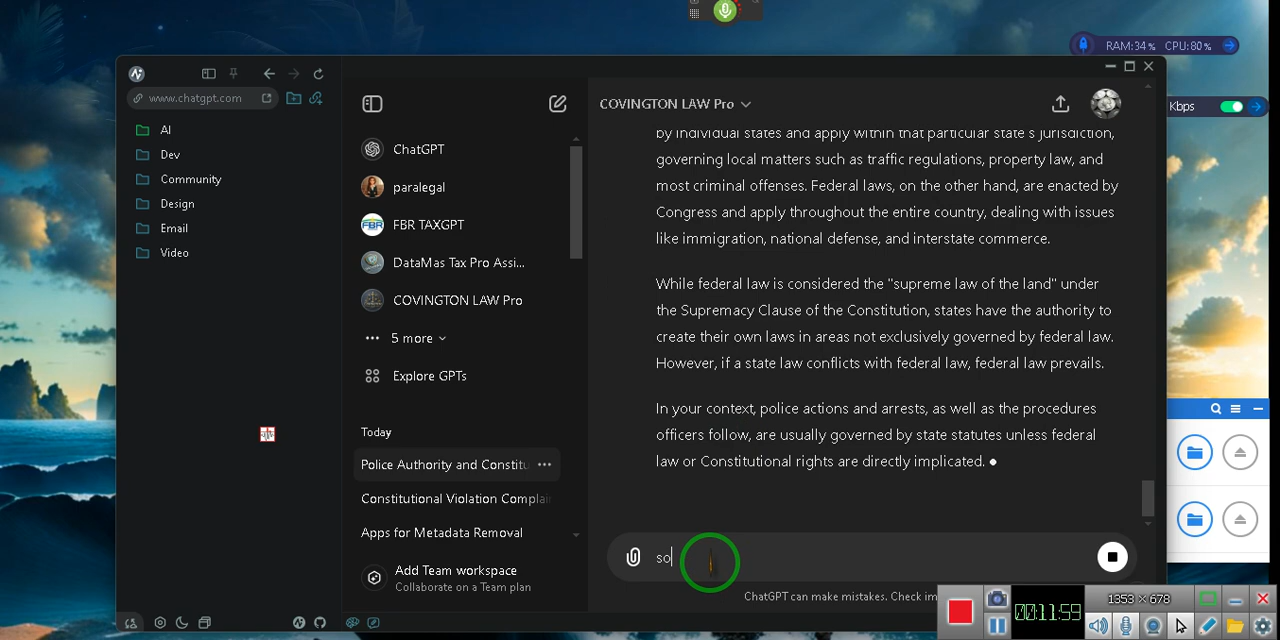 RAM:34% CPU:80%
www.chatgpt.com
COVINGTON LAW Pro
Kbps
AI
Dev
Community
Design
Email
Video
ChatGPT
paralegal
FBR TAXGPT
DataMas Tax Pro Assi...
COVINGTON LAW Pro
5 more
Explore GPTs
Today
Police Authority and Constitu
Constitutional Violation Complai
Apps for Metadata Removal
Add Team workspace
Collaborate on a Team plan
by individual states and apply within that particular state's jurisdiction,
governing local matters such as traffic regulations, property law, and
most criminal offenses. Federal laws, on the other hand, are enacted by
Congress and apply throughout the entire country, dealing with issues
like immigration, national defense, and interstate commerce.
While federal law is considered the "supreme law of the land" under
the Supremacy Clause of the Constitution, states have the authority to
create their own laws in areas not exclusively governed by federal law.
However, if a state law conflicts with federal law, federal law prevails.
In your context, police actions and arrests, as well as the procedures
officers follow, are usually governed by state statutes unless federal
law or Constitutional rights are directly implicated.
so
ChatGPT can make mistakes. Check im
00:11:59
1353 × 678